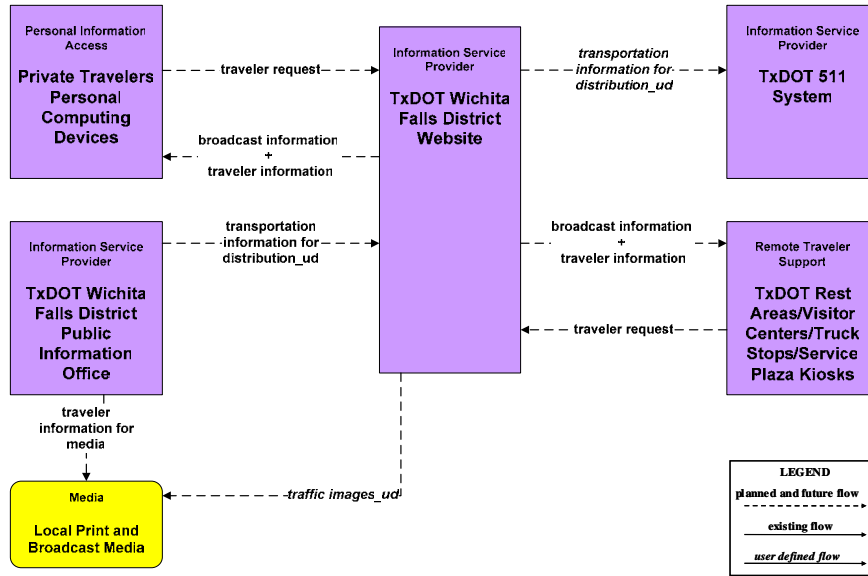 Personal Information
Access
Private Travelers
Personal
Computing
Devices
traveler request
broadcast information
+
traveler information
Information Service
Provider
TxDOT Wichita
Falls District
Website
transportation
information for
distribution_ud
Information Service
Provider
TxDOT 511
System
Information Service
Provider
TxDOT Wichita
Falls District
Public
Information
Office
transportation
information for
distribution_ud
broadcast information
+
traveler information
traveler request
Remote Traveler
Support
TxDOT Rest
Areas/Visitor
Centers/Truck
Stops/Service
Plaza Kiosks
traveler
information for
media
Media
Local Print and
Broadcast Media
traffic images_ud
LEGEND
planned and future flow
existing flow
user defined flow